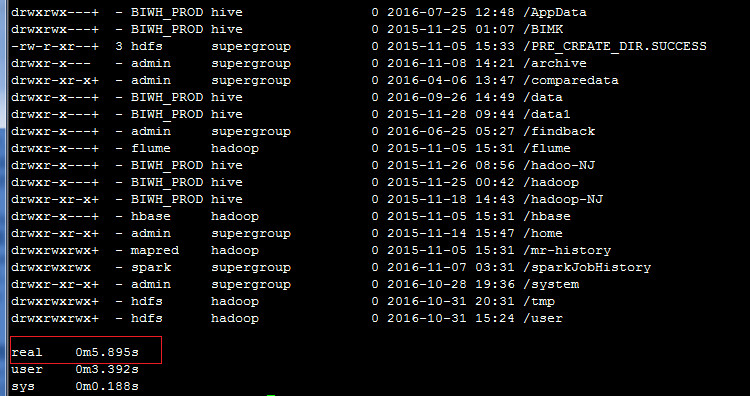 drwxrwx---+ - BIWH_PROD hive 0 2016-07-25 12:48 /AppData
drwxrwx---+ - BIWH_PROD hive 0 2015-11-25 01:07 /BIMK
-rw-r-xr--+ 3 hdfs supergroup 0 2015-11-05 15:33 /PRE_CREATE_DIR.SUCCESS
drwxr-x--- - admin supergroup 0 2016-11-08 14:21 /archive
drwxr-xr-x+ - admin supergroup 0 2016-04-06 13:47 /comparedata
drwxr-x---+ - BIWH_PROD hive 0 2016-09-26 14:49 /data
drwxr-x---+ - BIWH_PROD hive 0 2015-11-28 09:44 /data1
drwxr-x---+ - admin supergroup 0 2016-06-25 05:27 /findback
drwxr-x---+ - flume hadoop 0 2015-11-05 15:31 /flume
drwxr-x---+ - BIWH_PROD hive 0 2015-11-26 08:56 /hadoo-NJ
drwxr-x---+ - BIWH_PROD hive 0 2015-11-25 00:42 /hadoop
drwxr-xr-x+ - BIWH_PROD hive 0 2015-11-18 14:43 /hadoop-NJ
drwxr-x---+ - hbase hadoop 0 2015-11-05 15:31 /hbase
drwxr-xr-x+ - admin supergroup 0 2015-11-14 15:47 /home
drwxrwxrwx+ - mapred hadoop 0 2015-11-05 15:31 /mr-history
drwxrwxrwx - spark supergroup 0 2016-11-07 03:31 /sparkJobHistory
drwxr-xr-x+ - admin supergroup 0 2016-10-28 19:36 /system
drwxrwxrwx+ - hdfs hadoop 0 2016-10-31 20:31 /tmp
drwxrwxrwx+ - hdfs hadoop 0 2016-10-31 15:24 /user
real 0m5.895s
user 0m3.392s
sys 0m0.188s